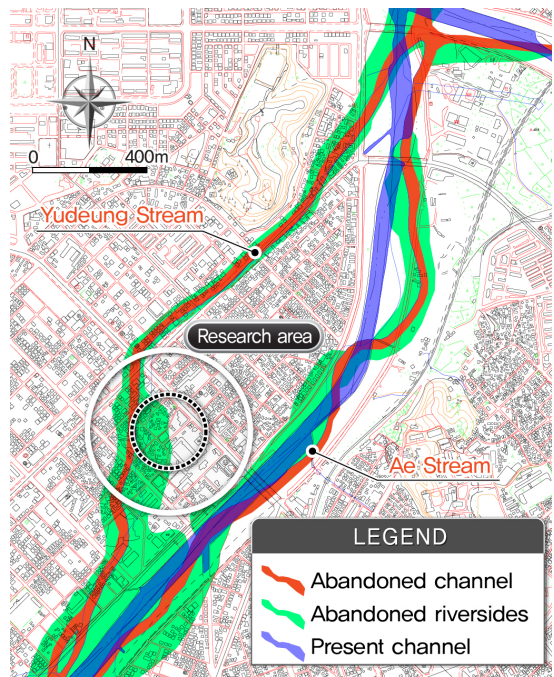 N
0 400m
Yudeung Stream
Research area
Ae Stream
LEGEND
Abandoned channel
Abandoned riversides
Present channel